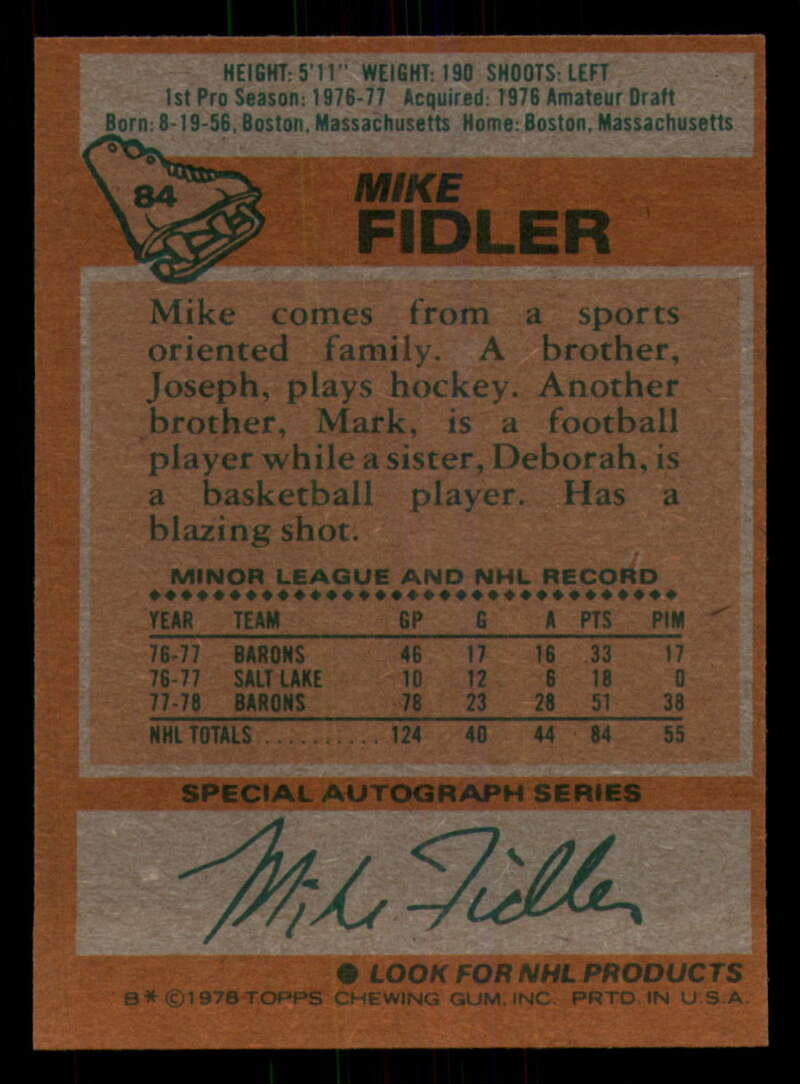 HEIGHT: 5'11" WEIGHT: 190 SHOOTS: LEFT
1st Pro Season: 1976-77 Acquired: 1976 Amateur Draft
Born: 8-19-56, Boston, Massachusetts Home: Boston, Massachusetts
84
MIKE
FIDLER
Mike comes from a sports
oriented family. A brother,
Joseph, plays hockey. Another
brother, Mark, is a football
player while a sister, Deborah, is
a basketball player. Has a
blazing shot.
MINOR LEAGUE AND NHL RECORD
YEAR TEAM GP G A PTS PIM
76-77 BARONS 46 17 16 33 17
76-77 SALT LAKE 10 12 6 18 0
77-78 BARONS 78 23 28 51 38
NHL TOTALS ........... 124 40 44 84 55
SPECIAL AUTOGRAPH SERIES
Mike Fidler
● LOOK FOR NHL PRODUCTS
B* ©1978 TOPPS CHEWING GUM, INC. PRTD. IN U.S.A.